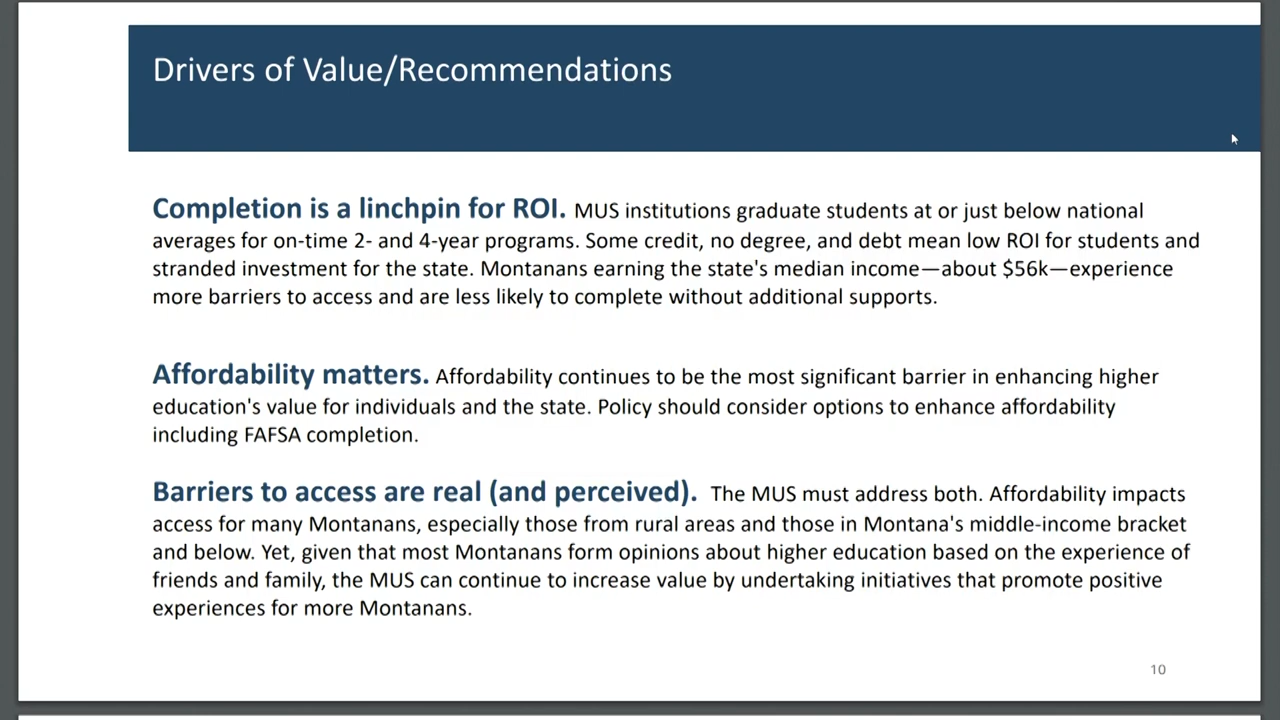 Drivers of Value/Recommendations
Completion is a linchpin for ROI. MUS institutions graduate students at or just below national
averages for on-time 2- and 4-year programs. Some credit, no degree, and debt mean low ROI for students and
stranded investment for the state. Montanans earning the state's median income—about $56k—experience
more barriers to access and are less likely to complete without additional supports.
Affordability matters. Affordability continues to be the most significant barrier in enhancing higher
education's value for individuals and the state. Policy should consider options to enhance affordability
including FAFSA completion.
Barriers to access are real (and perceived). The MUS must address both. Affordability impacts
access for many Montanans, especially those from rural areas and those in Montana's middle-income bracket
and below. Yet, given that most Montanans form opinions about higher education based on the experience of
friends and family, the MUS can continue to increase value by undertaking initiatives that promote positive
experiences for more Montanans.
10